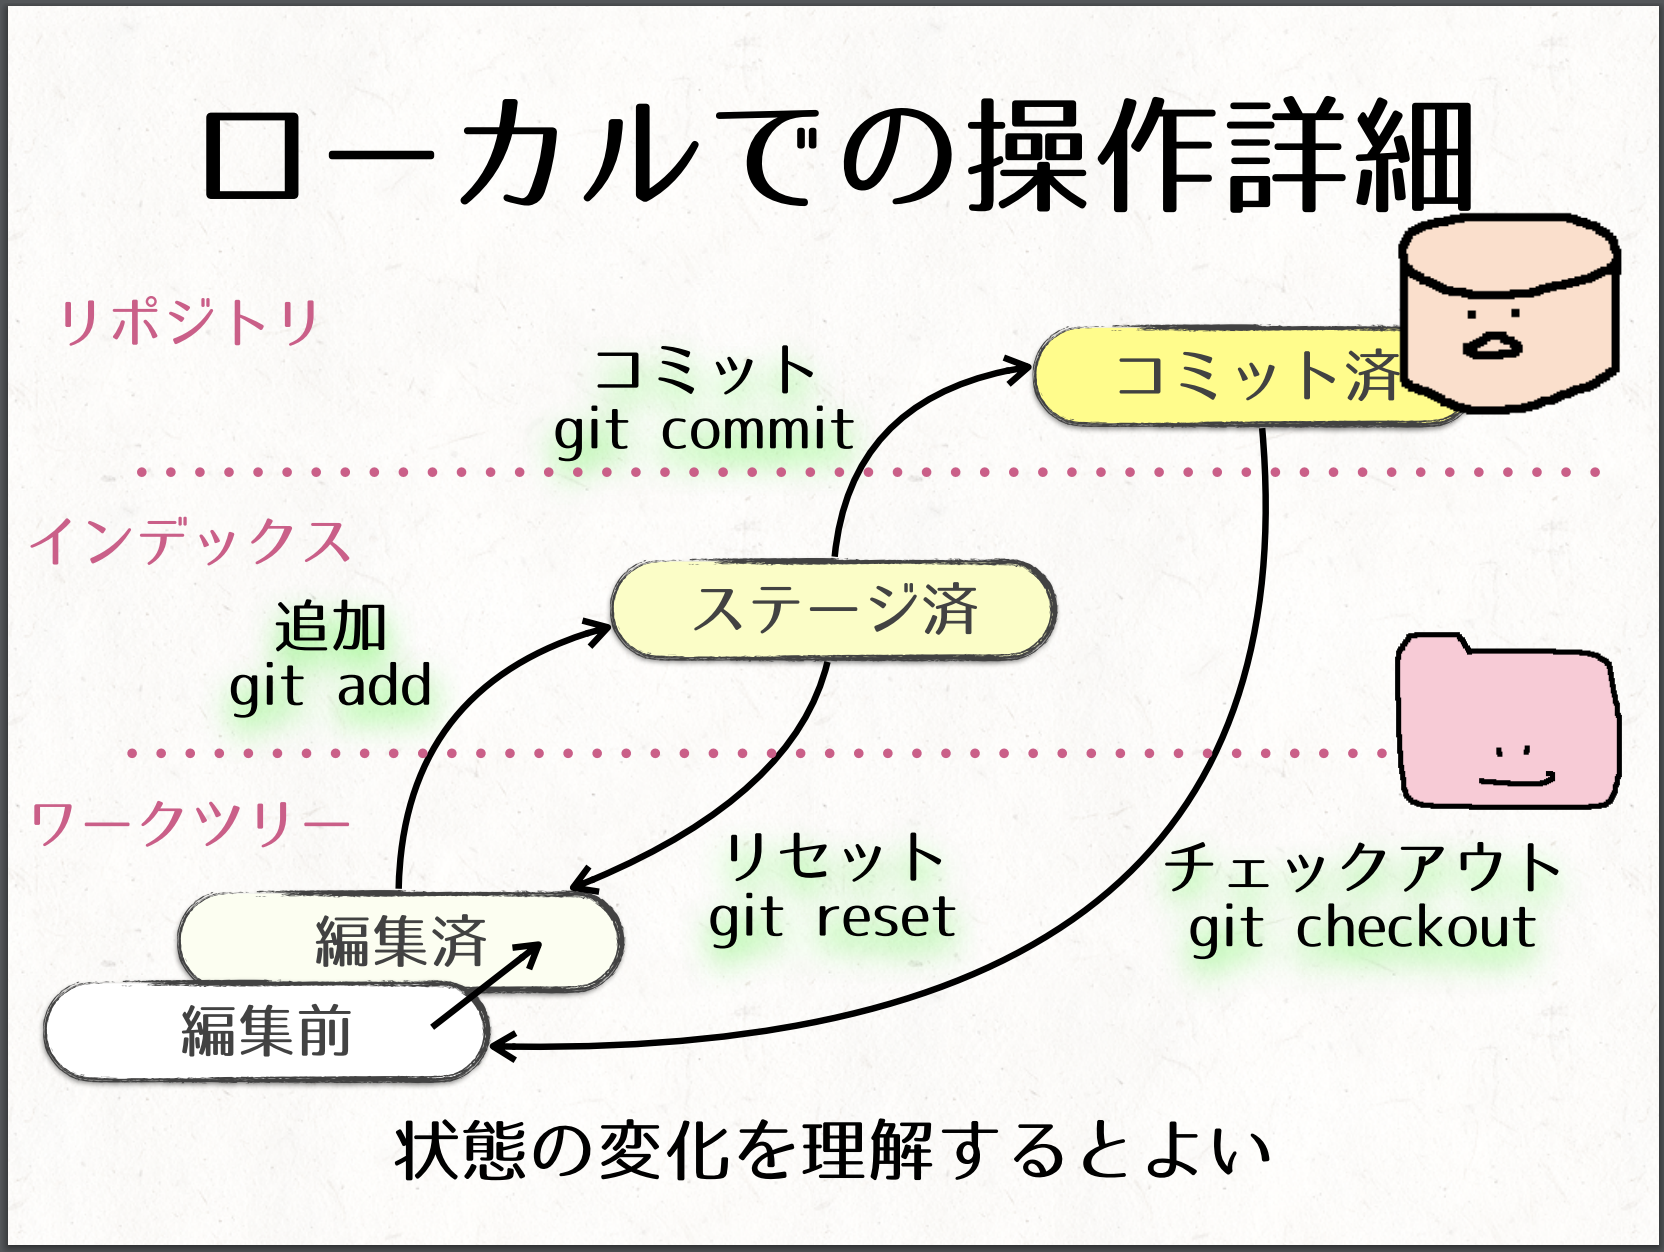 ローカルでの操作詳細
リポジトリ
コミット
git commit
コミット済
インデックス
追加
git add
ステージ済
ワークツリー
リセット
git reset
チェックアウト
git checkout
編集済
編集前
状態の変化を理解するとよい